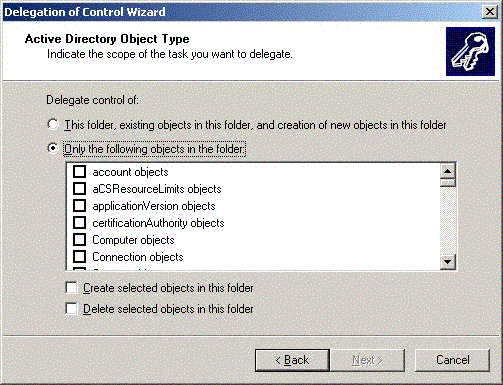 Delegation of Control Wizard
Active Directory Object Type
Indicate the scope of the task you want to delegate.
Delegate control of:
This folder, existing objects in this folder, and creation of new objects in this folder
Only the following objects in the folder:
account objects
aCSResourceLimits objects
applicationVersion objects
certificationAuthority objects
Computer objects
Connection objects
Create selected objects in this folder
Delete selected objects in this folder
< Back Next > Cancel